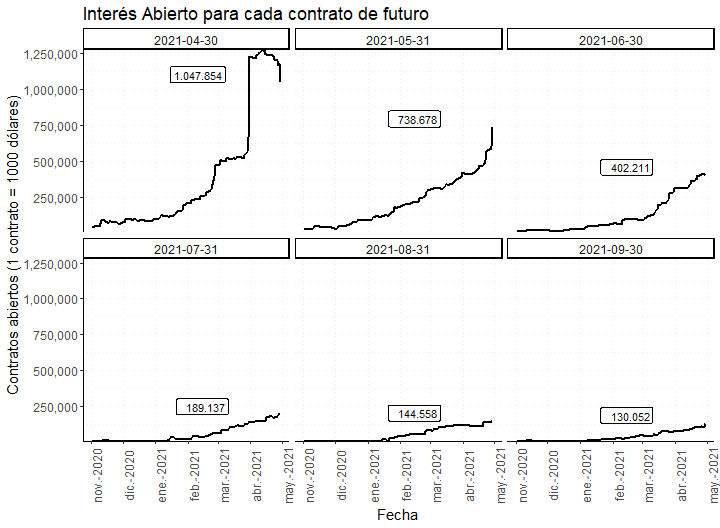 Interés Abierto para cada contrato de futuro
Contratos abiertos (1 contrato = 1000 dólares)
2021-04-30 2021-05-31 2021-06-30
1,250,000
1,000,000
750,000
500,000
250,000
1.047.854
738.678
402.211
2021-07-31 2021-08-31 2021-09-30
1,250,000
1,000,000
750,000
500,000
250,000
189.137
144.558
130.052
nov.-2020 dic.-2020 ene.-2021 feb.-2021 mar.-2021 abr.-2021 may.-2021
nov.-2020 dic.-2020 ene.-2021 feb.-2021 mar.-2021 abr.-2021 may.-2021
nov.-2020 dic.-2020 ene.-2021 feb.-2021 mar.-2021 abr.-2021 may.-2021
Fecha